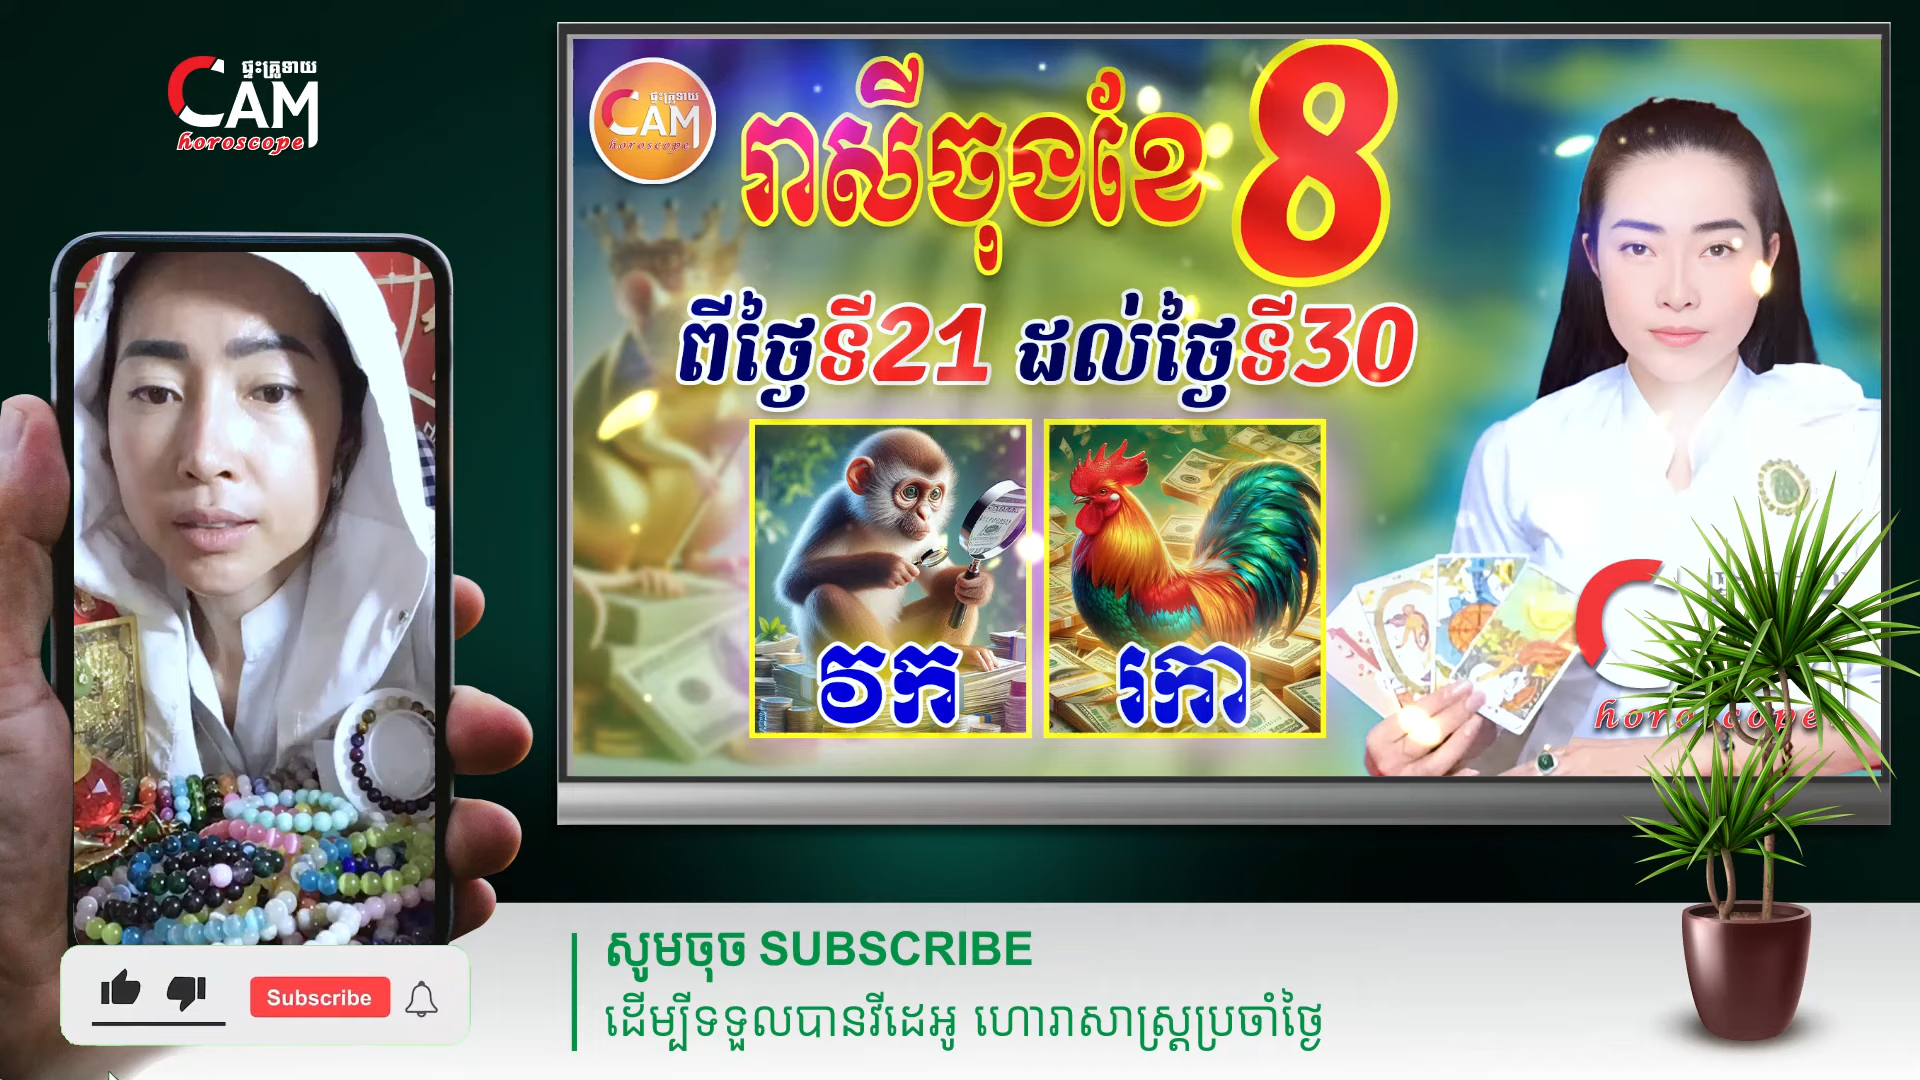 ផ្ទះគ្រូទាយ
CAM
horoscope
ផ្ទះគ្រូទាយ
CAM
horoscope
រាសីចុងខែ 8
ពីថ្ងៃទី21 ដល់ថ្ងៃទី30
វក
រកា
horoscope
Subscribe
សូមចុច SUBSCRIBE
ដើម្បីទទួលបានវីដេអូ ហោរាសាស្ត្រប្រចាំថ្ងៃ